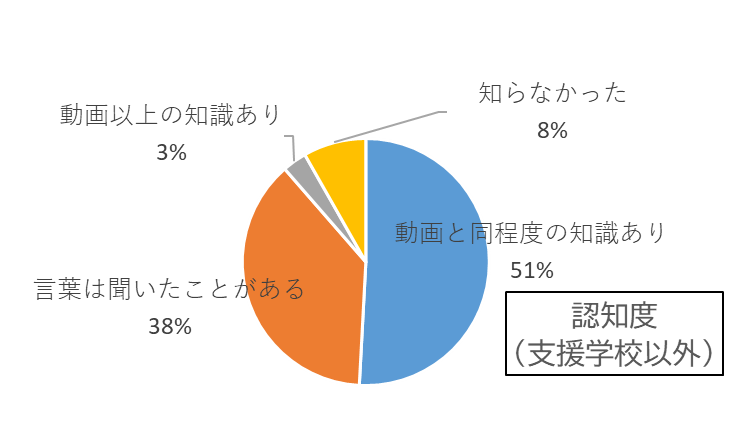 知らなかった
8%
動画以上の知識あり
3%
動画と同程度の知識あり
51%
言葉は聞いたことがある
38%
認知度
（支援学校以外）